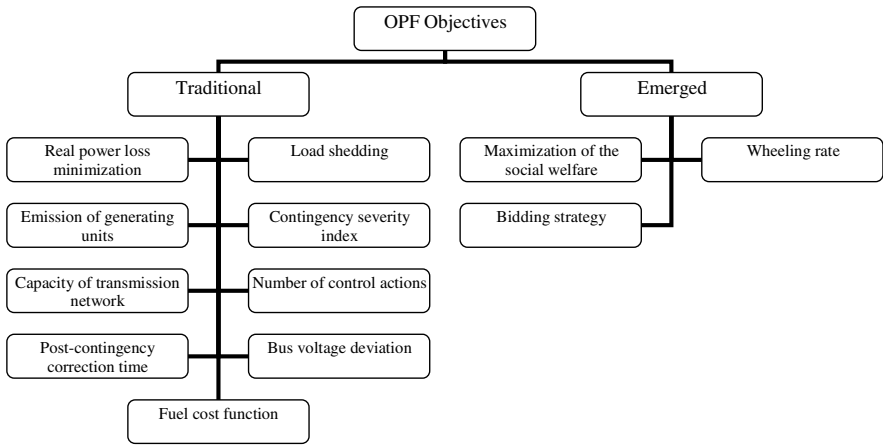 OPF Objectives
Traditional
Emerged
Real power loss
minimization
Load shedding
Maximization of the
social welfare
Wheeling rate
Emission of generating
units
Contingency severity
index
Bidding strategy
Capacity of transmission
network
Number of control actions
Post-contingency
correction time
Bus voltage deviation
Fuel cost function